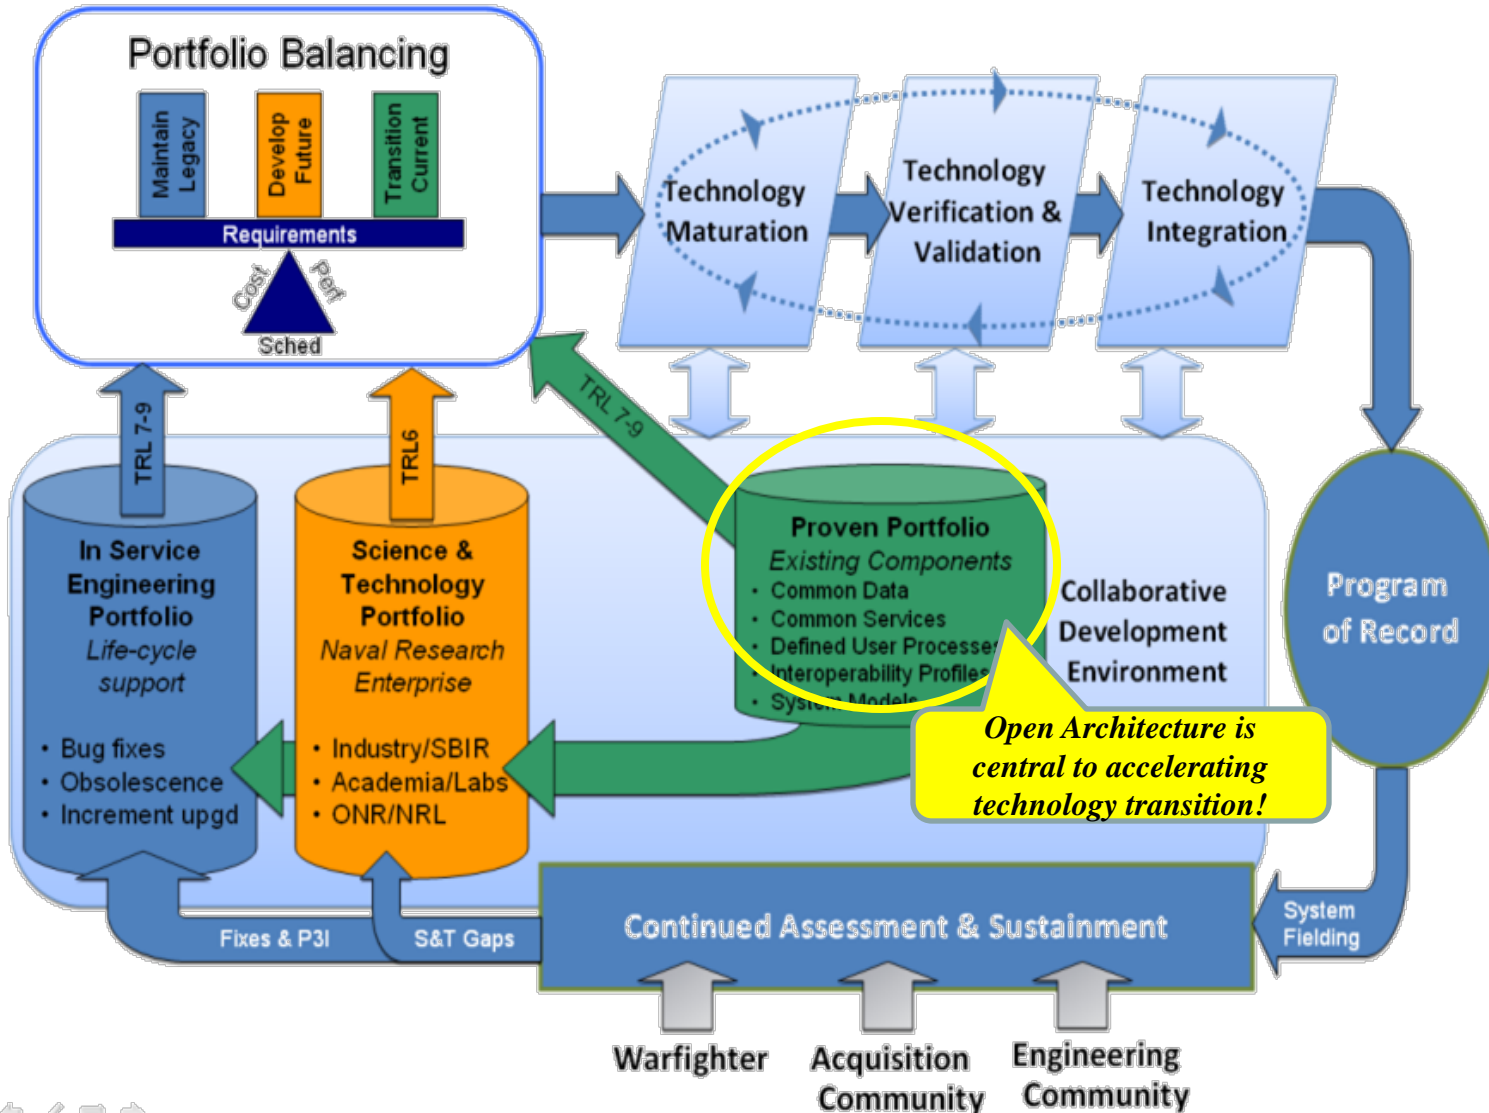 Portfolio Balancing
Maintain
Legacy
Develop
Future
Transition
Current
Requirements
Cost
Perf
Sched
Technology
Maturation
Technology
Verification &
Validation
Technology
Integration
TRL 7-9
TRL6
TRL 7-9
In Service
Engineering
Portfolio
Life-cycle
support
• Bug fixes
• Obsolescence
• Increment upgd
Science &
Technology
Portfolio
Naval Research
Enterprise
• Industry/SBIR
• Academia/Labs
• ONR/NRL
Proven Portfolio
Existing Components
• Common Data
• Common Services
• Defined User Processes
• Interoperability Profiles
• System Models
Collaborative
Development
Environment
Open Architecture is
central to accelerating
technology transition!
Program
of Record
System
Fielding
Continued Assessment & Sustainment
Fixes & P3I
S&T Gaps
Warfighter
Acquisition
Community
Engineering
Community